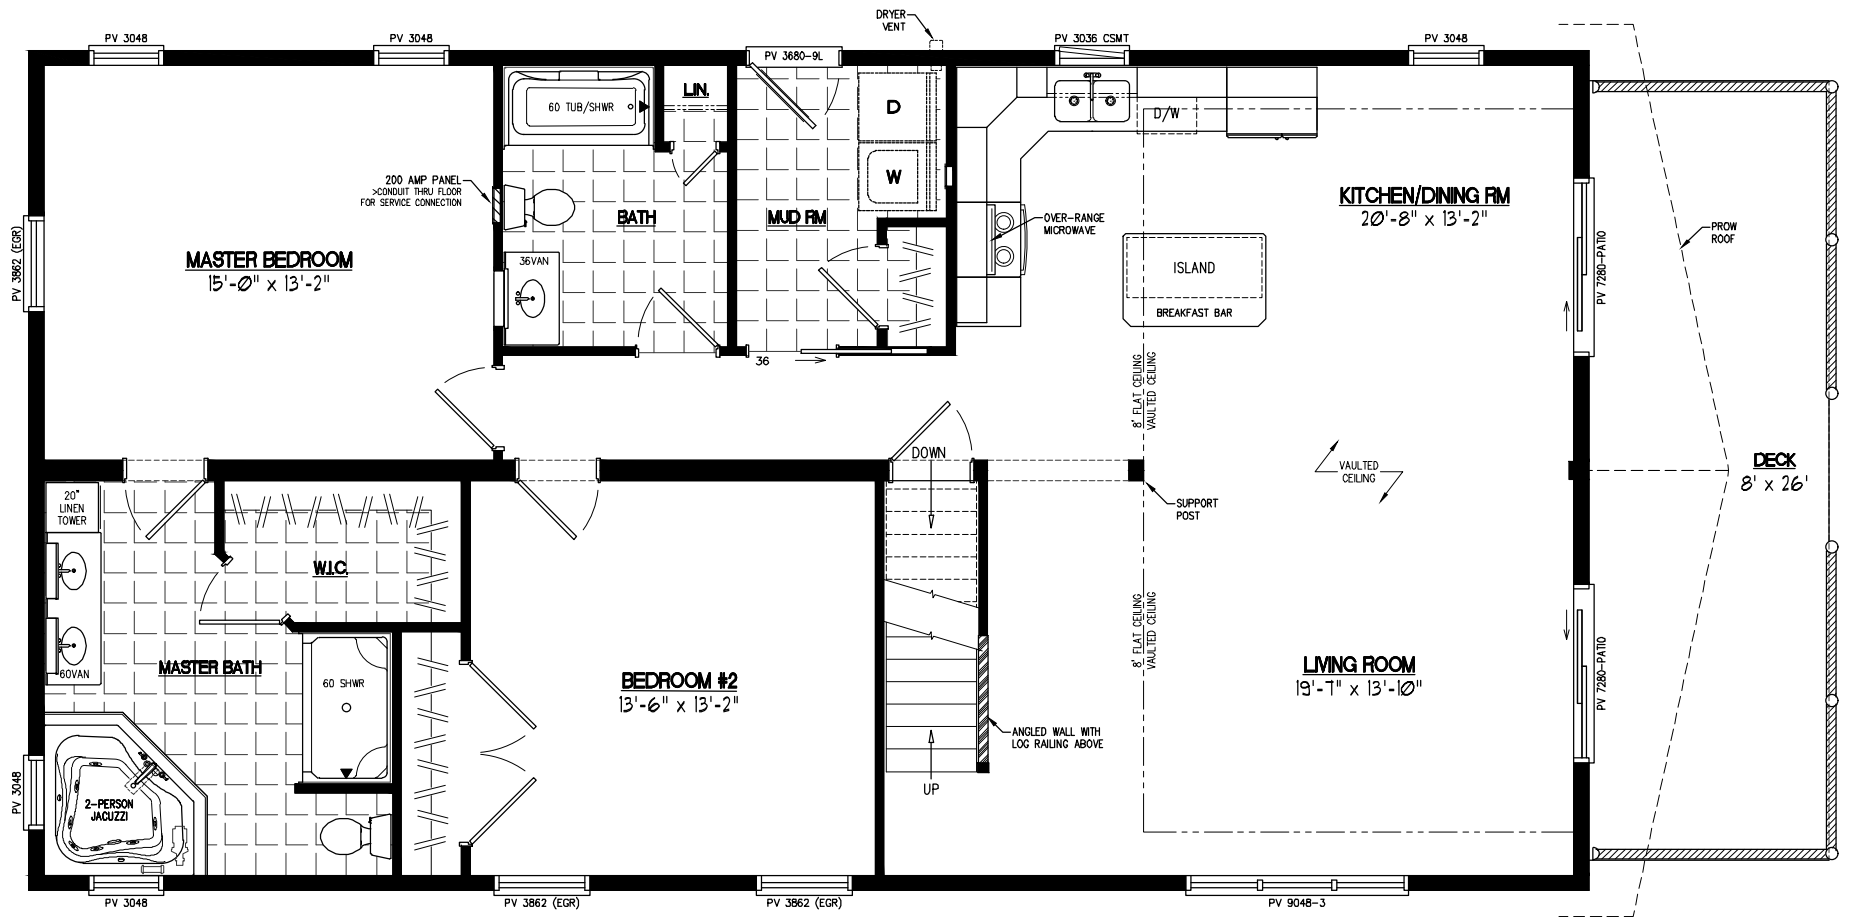 DRYER
VENT
PV 3048
PV 3048
PV 3680-9L
PV 3036 CSMT
PV 3048
LIN.
60 TUB/SHWR
D
D/W
W
200 AMP PANEL
>CONDUIT THRU FLOOR
FOR SERVICE CONNECTION
BATH
MUD RM
OVER-RANGE
MICROWAVE
KITCHEN/DINING RM
20'-8" x 13'-2"
PROW
ROOF
PV 3862 (EGR)
MASTER BEDROOM
15'-0" x 13'-2"
36VAN
ISLAND
BREAKFAST BAR
PV 7280-PATIO
36
8' FLAT CEILING
VAULTED CEILING
DOWN
VAULTED
CEILING
DECK
8' x 26'
20"
LINEN
TOWER
SUPPORT
POST
W.I.C.
8' FLAT CEILING
VAULTED CEILING
MASTER BATH
60VAN
60 SHWR
BEDROOM #2
13'-6" x 13'-2"
LIVING ROOM
19'-7" x 13'-10"
PV 7280-PATIO
ANGLED WALL WITH
LOG RAILING ABOVE
UP
PV 3048
2-PERSON
JACUZZI
PV 3048
PV 3862 (EGR)
PV 3862 (EGR)
PV 9048-3